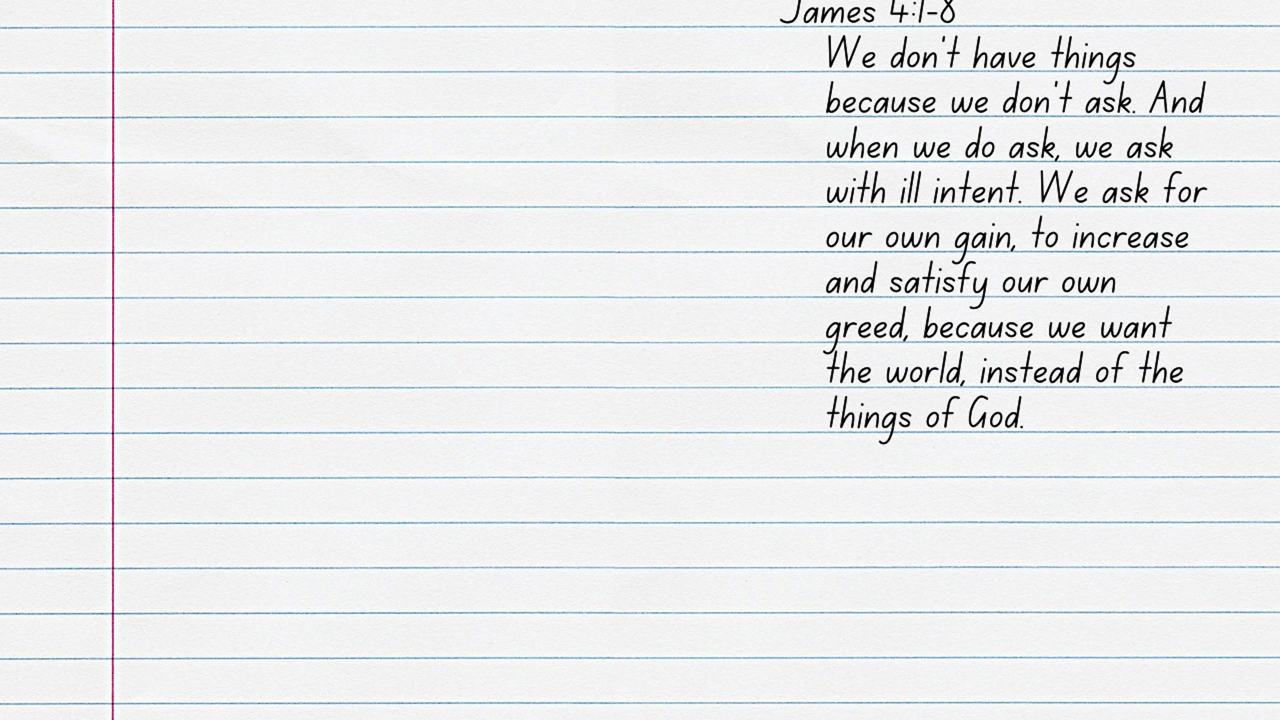 James 4:1-8
We don't have things
because we don't ask. And
when we do ask, we ask
with ill intent. We ask for
our own gain, to increase
and satisfy our own
greed, because we want
the world, instead of the
things of God.